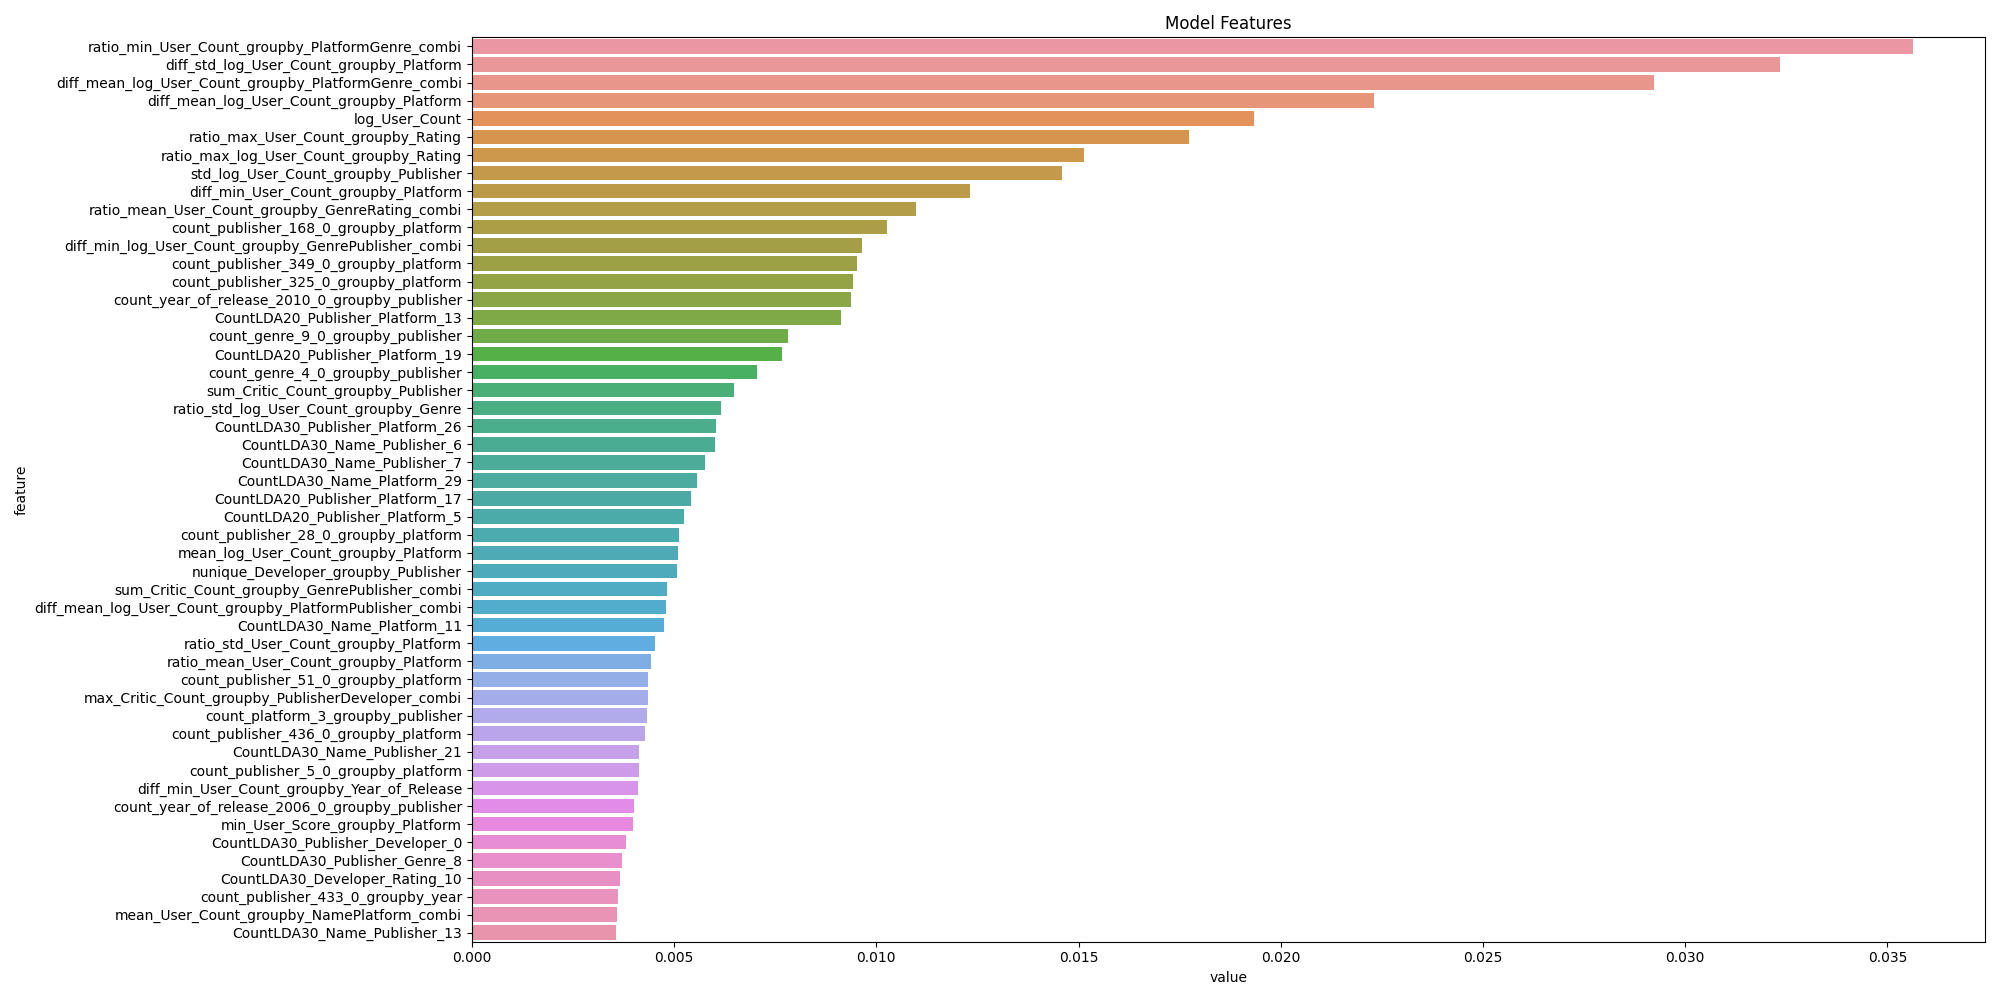 Model Features
ratio_min_User_Count_groupby_PlatformGenre_combi
diff_std_log_User_Count_groupby_Platform
diff_mean_log_User_Count_groupby_PlatformGenre_combi
diff_mean_log_User_Count_groupby_Platform
log_User_Count
ratio_max_User_Count_groupby_Rating
ratio_max_log_User_Count_groupby_Rating
std_log_User_Count_groupby_Publisher
diff_min_User_Count_groupby_Platform
ratio_mean_User_Count_groupby_GenreRating_combi
count_publisher_168_0_groupby_platform
diff_min_log_User_Count_groupby_GenrePublisher_combi
count_publisher_349_0_groupby_platform
count_publisher_325_0_groupby_platform
count_year_of_release_2010_0_groupby_publisher
CountLDA20_Publisher_Platform_13
count_genre_9_0_groupby_publisher
CountLDA20_Publisher_Platform_19
count_genre_4_0_groupby_publisher
sum_Critic_Count_groupby_Publisher
ratio_std_log_User_Count_groupby_Genre
CountLDA30_Publisher_Platform_26
CountLDA30_Name_Publisher_6
CountLDA30_Name_Publisher_7
CountLDA30_Name_Platform_29
CountLDA20_Publisher_Platform_17
CountLDA20_Publisher_Platform_5
count_publisher_28_0_groupby_platform
mean_log_User_Count_groupby_Platform
nunique_Developer_groupby_Publisher
sum_Critic_Count_groupby_GenrePublisher_combi
diff_mean_log_User_Count_groupby_PlatformPublisher_combi
CountLDA30_Name_Platform_11
ratio_std_User_Count_groupby_Platform
ratio_mean_User_Count_groupby_Platform
count_publisher_51_0_groupby_platform
max_Critic_Count_groupby_PublisherDeveloper_combi
count_platform_3_groupby_publisher
count_publisher_436_0_groupby_platform
CountLDA30_Name_Publisher_21
count_publisher_5_0_groupby_platform
diff_min_User_Count_groupby_Year_of_Release
count_year_of_release_2006_0_groupby_publisher
min_User_Score_groupby_Platform
CountLDA30_Publisher_Developer_0
CountLDA30_Publisher_Genre_8
CountLDA30_Developer_Rating_10
count_publisher_433_0_groupby_year
mean_User_Count_groupby_NamePlatform_combi
CountLDA30_Name_Publisher_13
feature
0.000 0.005 0.010 0.015 0.020 0.025 0.030 0.035
value